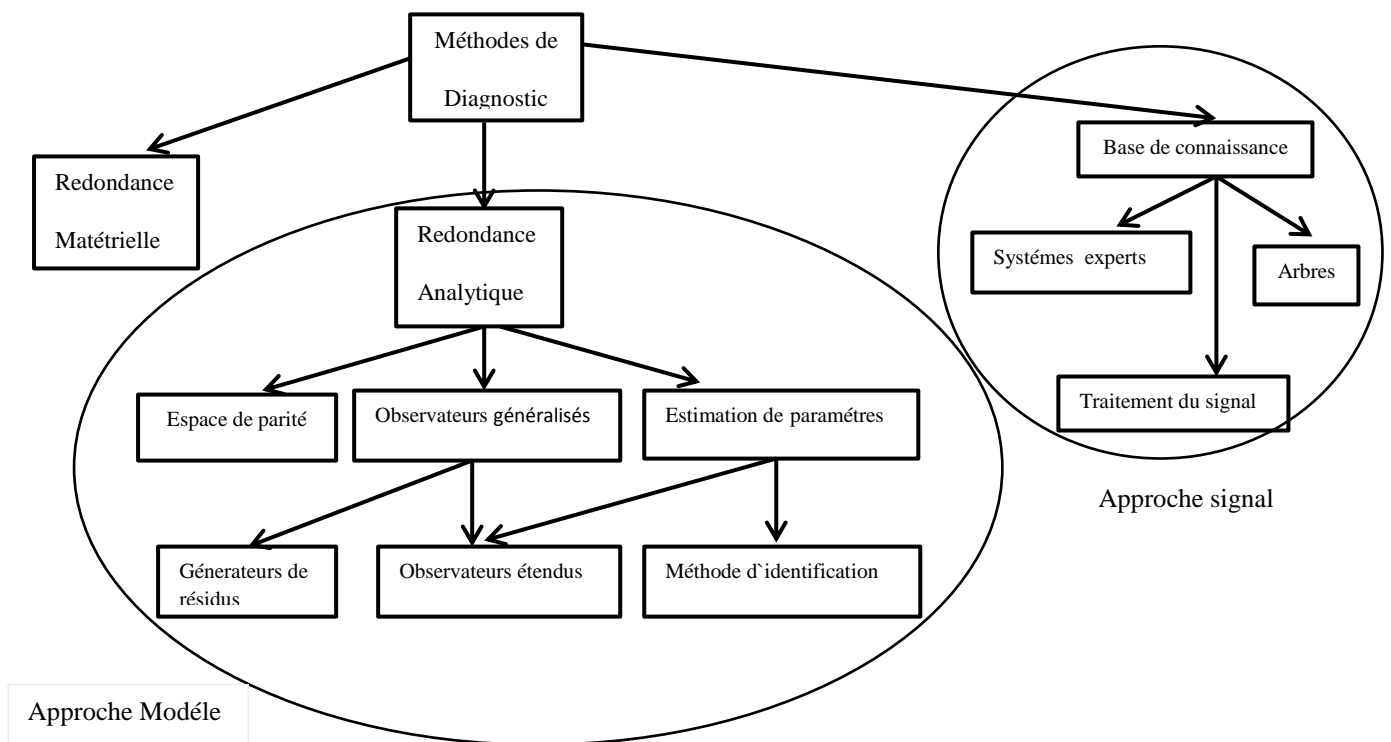 Méthodes de
Diagnostic
Base de connaissance
Redondance
Matétrielle
Redondance
Analytique
Systémes experts
Arbres
Espace de parité
Observateurs généralisés
Estimation de paramétres
Traitement du signal
Approche signal
Génerateurs de
résidus
Observateurs étendus
Méthode d`identification
Approche Modéle